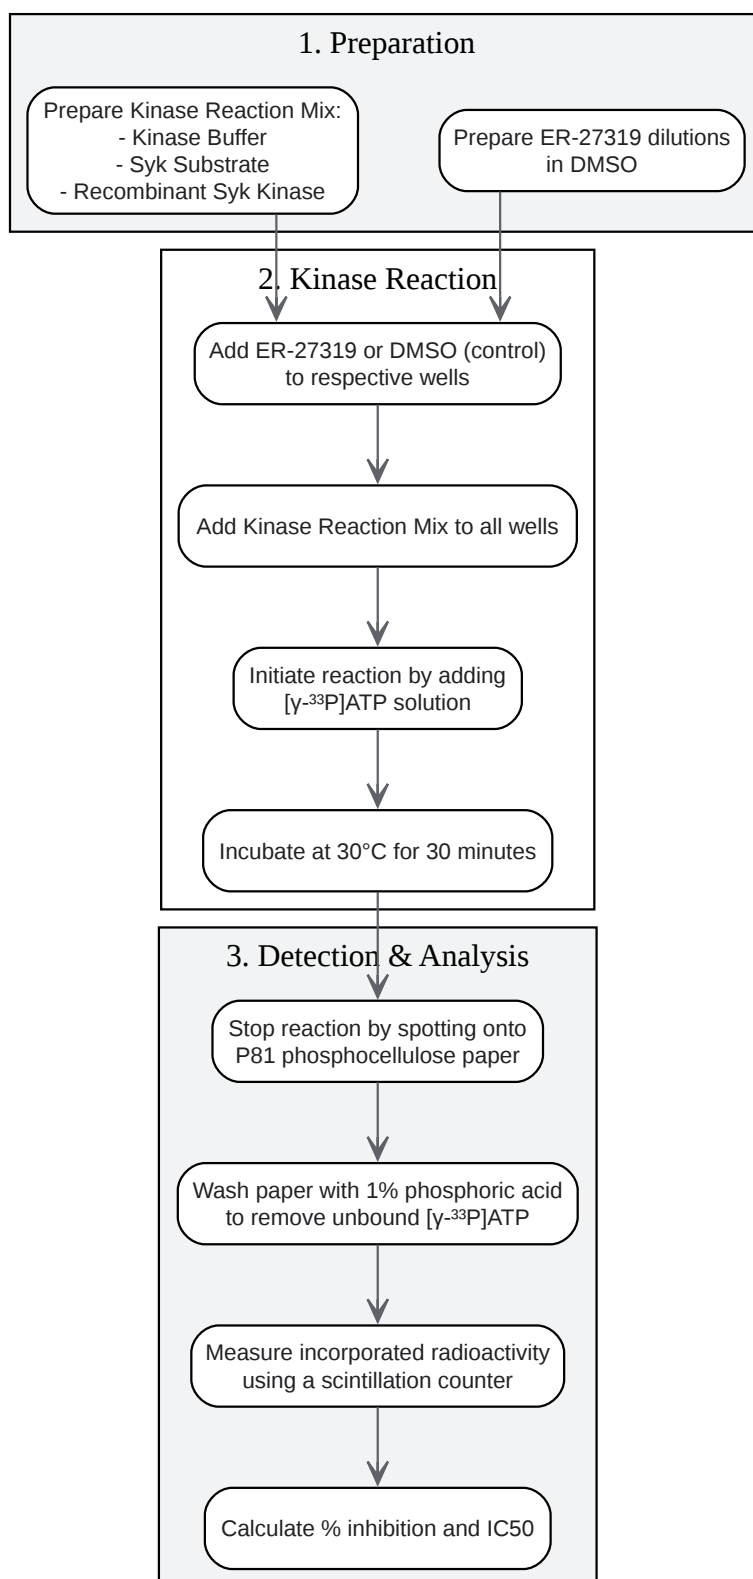 1. Preparation
Prepare Kinase Reaction Mix:
- Kinase Buffer
- Syk Substrate
- Recombinant Syk Kinase
Prepare ER-27319 dilutions
in DMSO
2. Kinase Reaction
Add ER-27319 or DMSO (control)
to respective wells
Add Kinase Reaction Mix to all wells
Initiate reaction by adding
[γ-³³P]ATP solution
Incubate at 30°C for 30 minutes
3. Detection & Analysis
Stop reaction by spotting onto
P81 phosphocellulose paper
Wash paper with 1% phosphoric acid
to remove unbound [γ-³³P]ATP
Measure incorporated radioactivity
using a scintillation counter
Calculate % inhibition and IC50